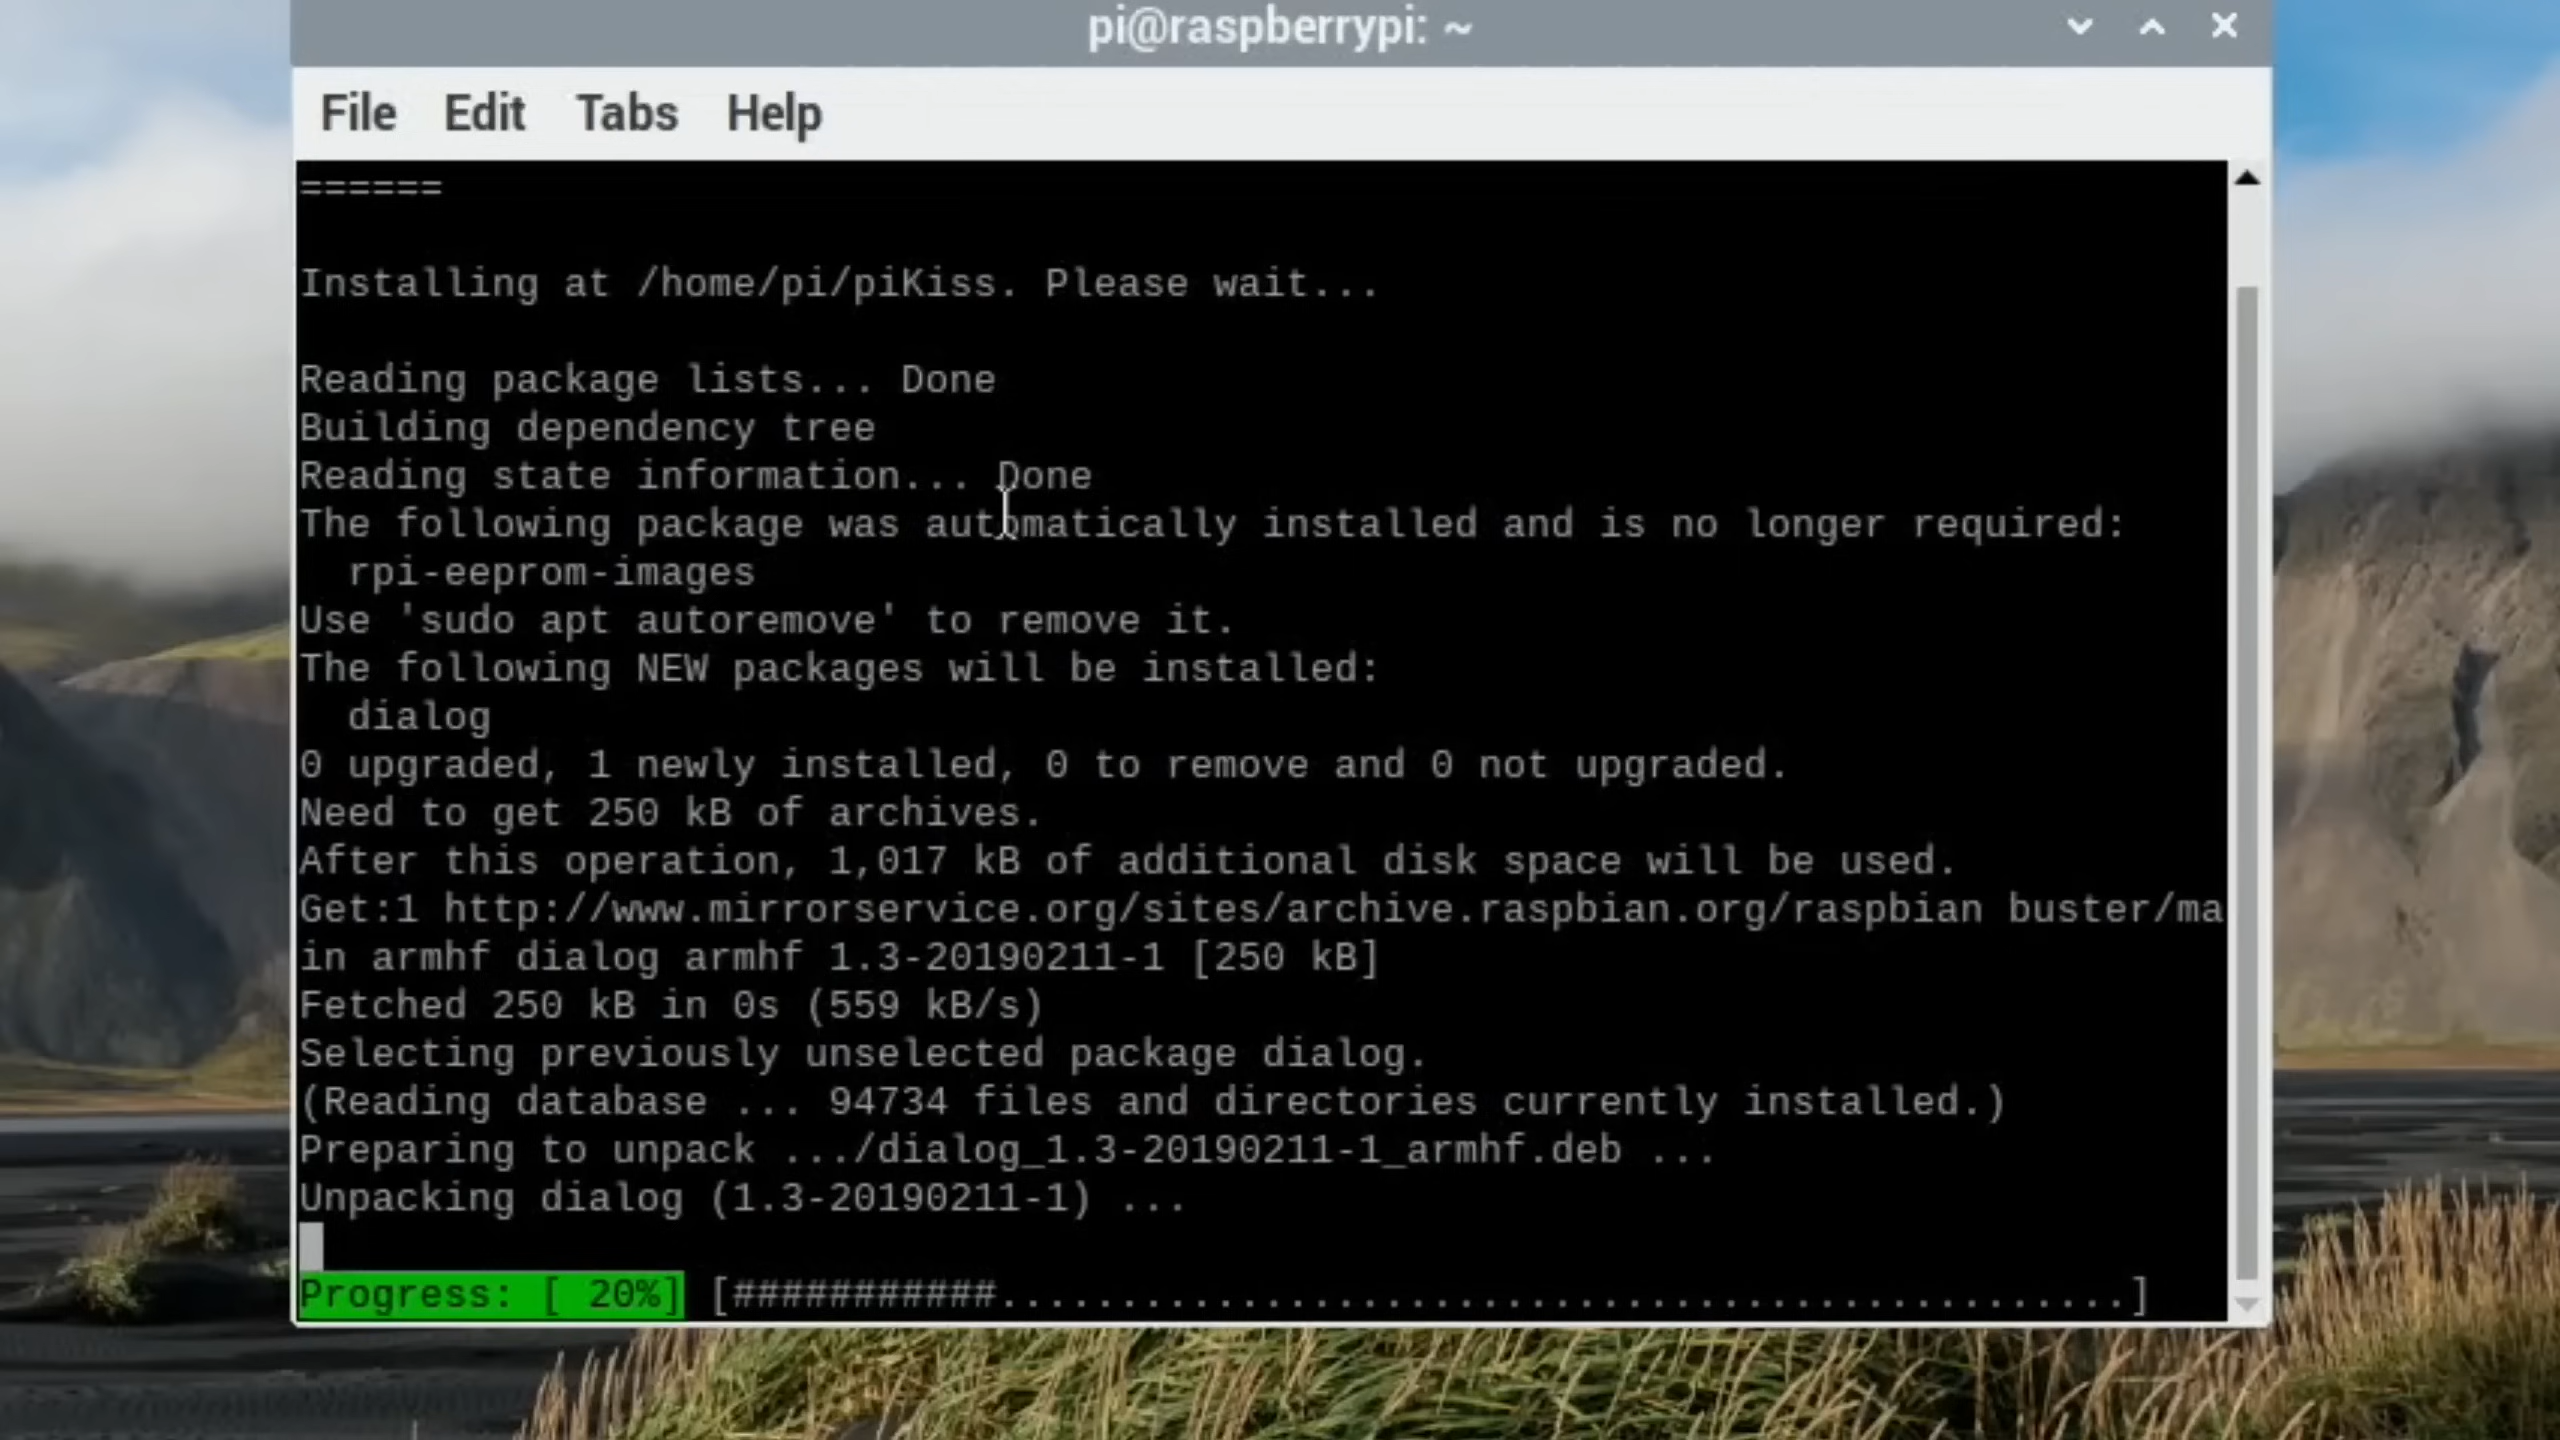 pi@raspberrypi: ~
File Edit Tabs Help
======
Installing at /home/pi/piKiss. Please wait...
Reading package lists... Done
Building dependency tree
Reading state information... Done
The following package was automatically installed and is no longer required:
rpi-eeprom-images
Use 'sudo apt autoremove' to remove it.
The following NEW packages will be installed:
dialog
0 upgraded, 1 newly installed, 0 to remove and 0 not upgraded.
Need to get 250 kB of archives.
After this operation, 1,017 kB of additional disk space will be used.
Get:1 http://www.mirrorservice.org/sites/archive.raspbian.org/raspbian buster/ma
in armhf dialog armhf 1.3-20190211-1 [250 kB]
Fetched 250 kB in 0s (559 kB/s)
Selecting previously unselected package dialog.
(Reading database ... 94734 files and directories currently installed.)
Preparing to unpack .../dialog_1.3-20190211-1_armhf.deb ...
Unpacking dialog (1.3-20190211-1) ...
Progress: [ 20%] [###########...............................................]